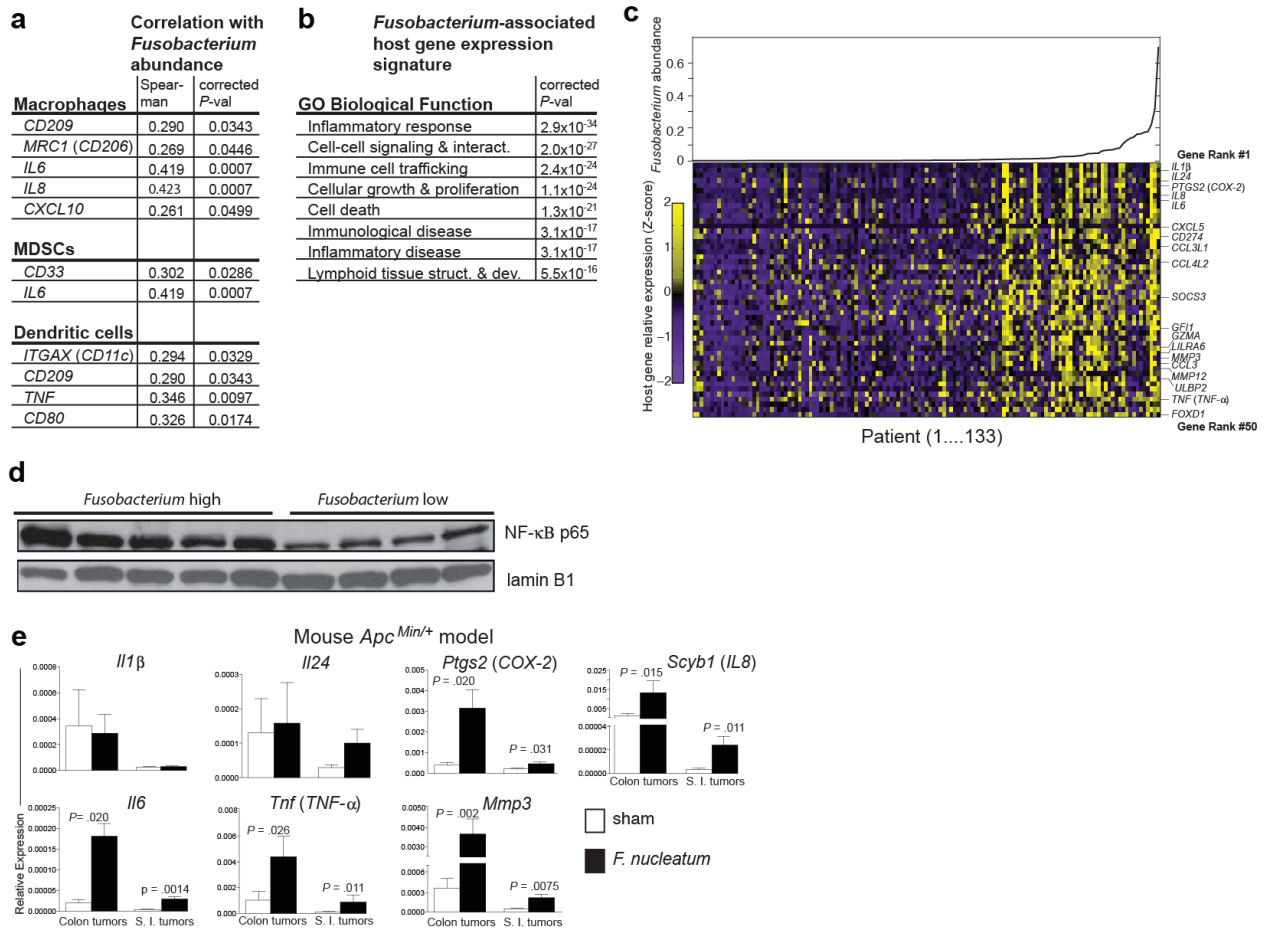 a
Correlation with
Fusobacterium
abundance
Spear-
man
corrected
P-val
Macrophages
CD209 0.290 0.0343
MRC1 (CD206) 0.269 0.0446
IL6 0.419 0.0007
IL8 0.423 0.0007
CXCL10 0.261 0.0499
MDSCs
CD33 0.302 0.0286
IL6 0.419 0.0007
Dendritic cells
ITGAX (CD11c) 0.294 0.0329
CD209 0.290 0.0343
TNF 0.346 0.0097
CD80 0.326 0.0174
b
Fusobacterium-associated
host gene expression
signature
corrected
P-val
GO Biological Function
Inflammatory response 2.9x10-34
Cell-cell signaling & interact. 2.0x10-27
Immune cell trafficking 2.4x10-24
Cellular growth & proliferation 1.1x10-24
Cell death 1.3x10-21
Immunological disease 3.1x10-17
Inflammatory disease 3.1x10-17
Lymphoid tissue struct. & dev. 5.5x10-16
c
Fusobacterium abundance
0.6
0.4
0.2
0
Host gene relative expression (Z-score)
2
1
0
−1
−2
Gene Rank #1
IL1β
IL24
PTGS2 (COX-2)
IL8
IL6
CXCL5
CD274
CCL3L1
CCL4L2
SOCS3
GFI1
GZMA
LILRA6
MMP3
CCL3
MMP12
ULBP2
TNF (TNF-α)
FOXD1
Gene Rank #50
Patient (1....133)
d
Fusobacterium high
Fusobacterium low
NF-κB p65
lamin B1
e
Mouse Apc Min/+ model
Relative Expression
Il1β
0.0008
0.0006
0.0004
0.0002
0.0000
Il24
0.0003
0.0002
0.0001
0.0000
Ptgs2 (COX-2)
0.005
0.004
0.003
0.002
0.001
0.000
P = .020
P = .031
Scyb1 (IL8)
0.025
0.015
0.005
0.00004
0.00002
0.00000
P = .015
P = .011
Colon tumors S. I. tumors
Il6
0.00025
0.00020
0.00015
0.00010
0.00005
0.00000
P= .020
p = .0014
Colon tumors S. I. tumors
Tnf (TNF-α)
0.008
0.006
0.004
0.002
0.000
P = .026
P = .011
Colon tumors S. I. tumors
Mmp3
0.0050
0.0040
0.0030
0.0020
0.0006
0.0003
0.0000
P = .002
P = .0075
Colon tumors S. I. tumors
sham
F. nucleatum